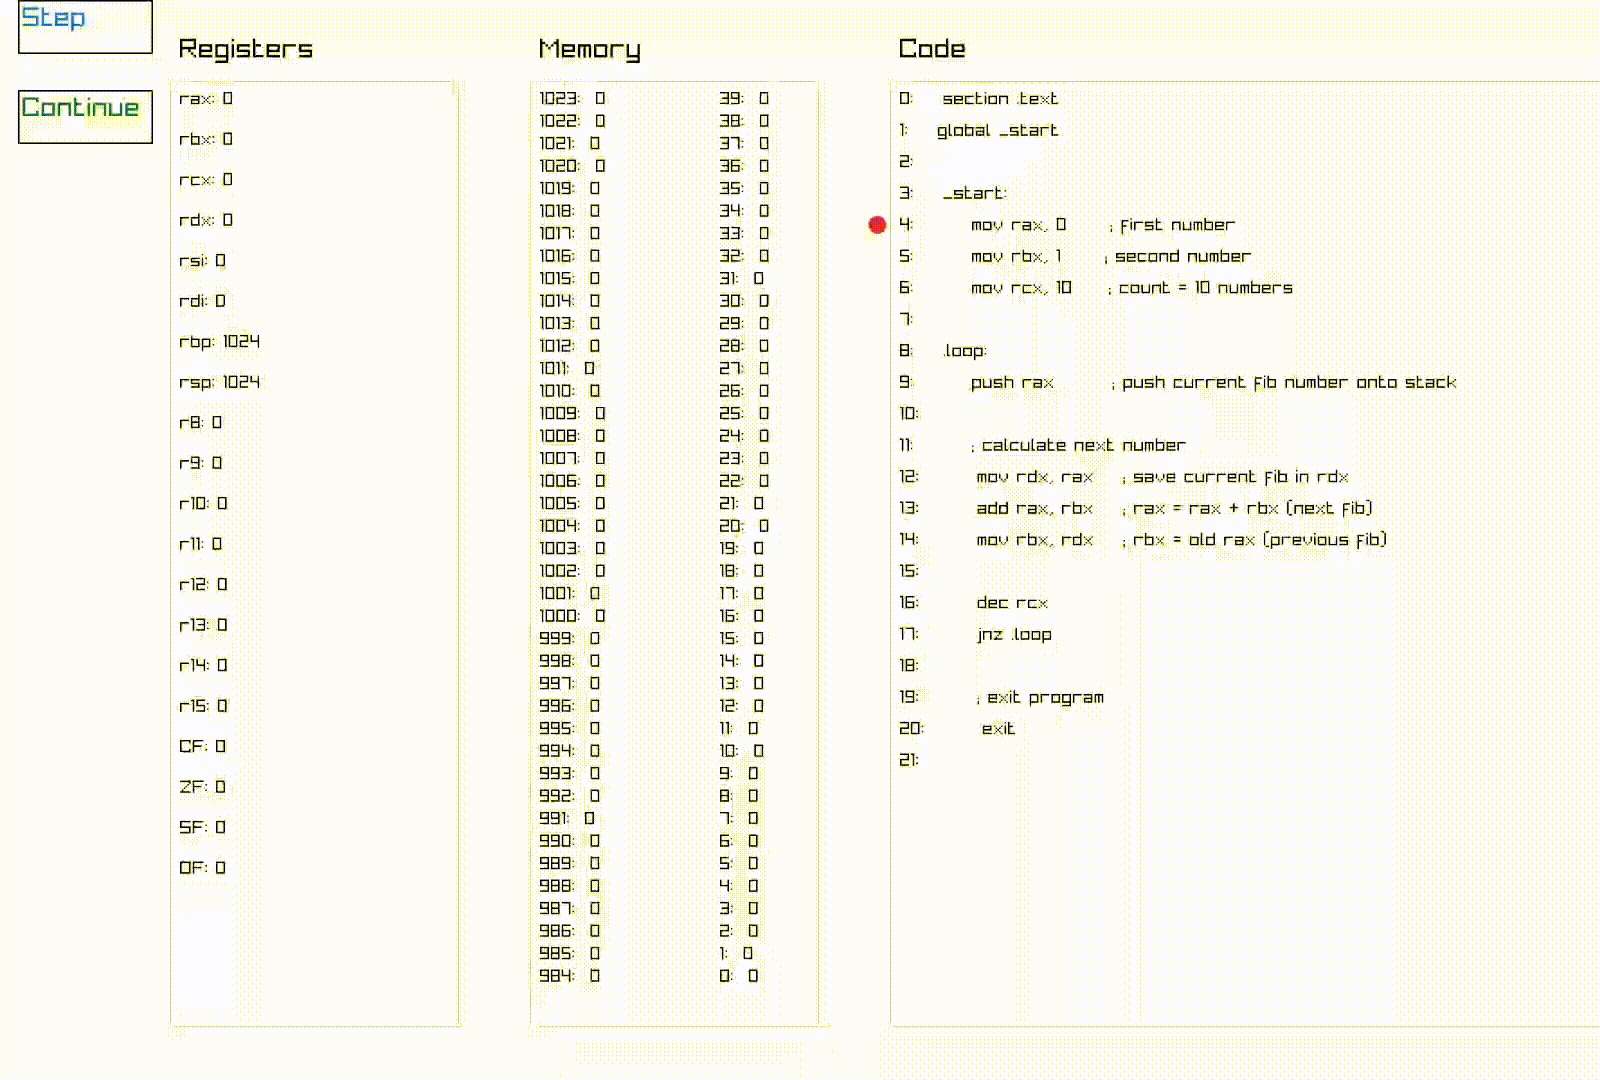 Step
Continue
Registers
rax: 0
rbx: 0
rcx: 0
rdx: 0
rsi: 0
rdi: 0
rbp: 1024
rsp: 1024
r8: 0
r9: 0
r10: 0
r11: 0
r12: 0
r13: 0
r14: 0
r15: 0
CF: 0
ZF: 0
SF: 0
OF: 0
Memory
1023: 0
1022: 0
1021: 0
1020: 0
1019: 0
1018: 0
1017: 0
1016: 0
1015: 0
1014: 0
1013: 0
1012: 0
1011: 0
1010: 0
1009: 0
1008: 0
1007: 0
1006: 0
1005: 0
1004: 0
1003: 0
1002: 0
1001: 0
1000: 0
999: 0
998: 0
997: 0
996: 0
995: 0
994: 0
993: 0
992: 0
991: 0
990: 0
989: 0
988: 0
987: 0
986: 0
985: 0
984: 0
39: 0
38: 0
37: 0
36: 0
35: 0
34: 0
33: 0
32: 0
31: 0
30: 0
29: 0
28: 0
27: 0
26: 0
25: 0
24: 0
23: 0
22: 0
21: 0
20: 0
19: 0
18: 0
17: 0
16: 0
15: 0
14: 0
13: 0
12: 0
11: 0
10: 0
9: 0
8: 0
7: 0
6: 0
5: 0
4: 0
3: 0
2: 0
1: 0
0: 0
Code
0: section .text
1: global _start
2:
3: _start:
4: mov rax, 0 ; first number
5: mov rbx, 1 ; second number
6: mov rcx, 10 ; count = 10 numbers
7:
8: .loop:
9: push rax ; push current fib number onto stack
10:
11: ; calculate next number
12: mov rdx, rax ; save current fib in rdx
13: add rax, rbx ; rax = rax + rbx (next fib)
14: mov rbx, rdx ; rbx = old rax (previous fib)
15:
16: dec rcx
17: jnz .loop
18:
19: ; exit program
20: exit
21: